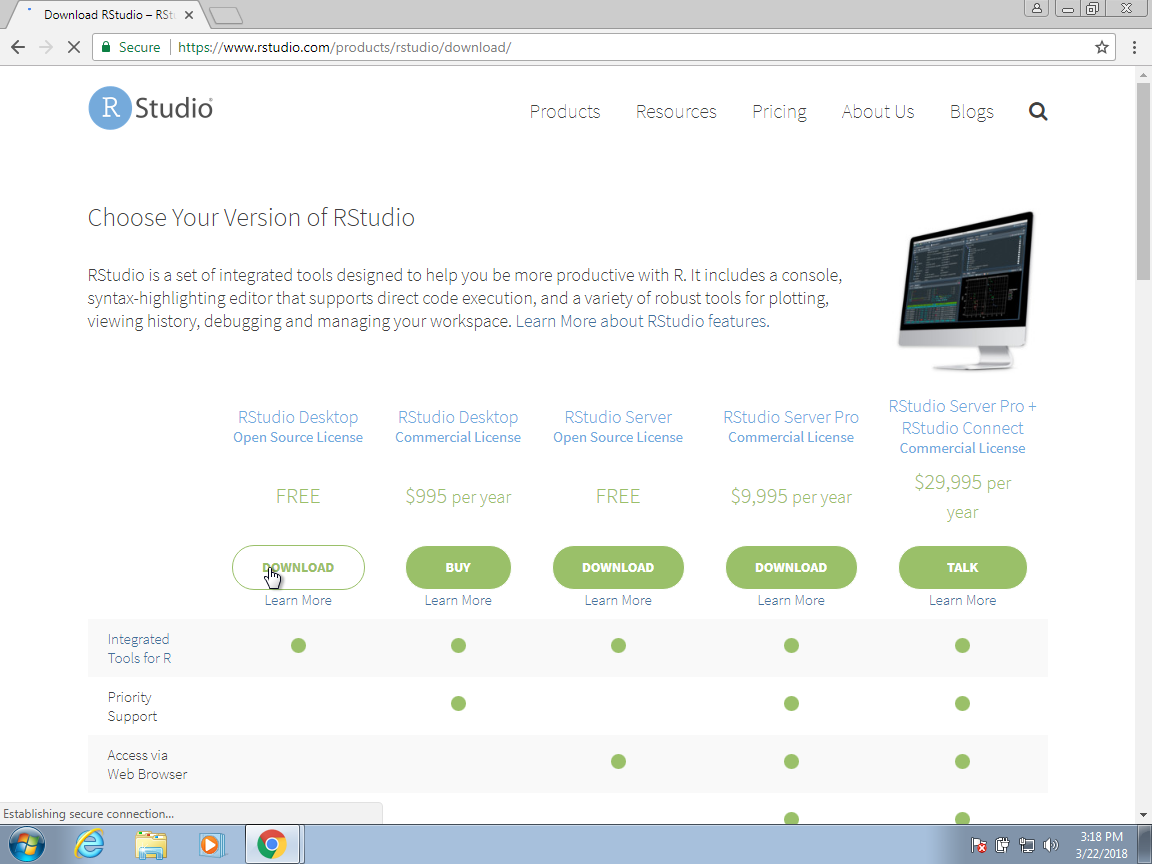 Download RStudio – RSt
Secure
https://www.rstudio.com/products/rstudio/download/
R Studio®
Products
Resources
Pricing
About Us
Blogs
Choose Your Version of RStudio
RStudio is a set of integrated tools designed to help you be more productive with R. It includes a console,
syntax-highlighting editor that supports direct code execution, and a variety of robust tools for plotting,
viewing history, debugging and managing your workspace. Learn More about RStudio features.
RStudio Desktop
Open Source License
FREE
DOWNLOAD
Learn More
RStudio Desktop
Commercial License
$995 per year
BUY
Learn More
RStudio Server
Open Source License
FREE
DOWNLOAD
Learn More
RStudio Server Pro
Commercial License
$9,995 per year
DOWNLOAD
Learn More
RStudio Server Pro +
RStudio Connect
Commercial License
$29,995 per
year
TALK
Learn More
Integrated
Tools for R
Priority
Support
Access via
Web Browser
Establishing secure connection...
3:18 PM
3/22/2018